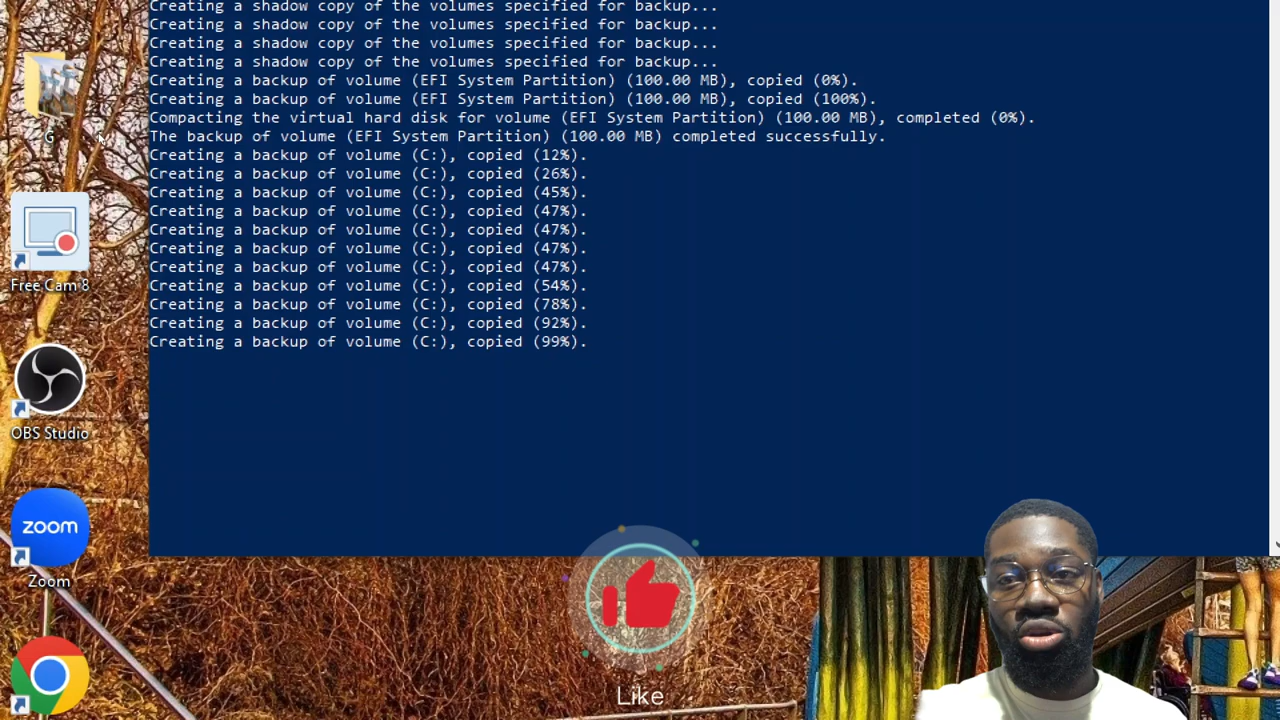 Creating a shadow copy of the volumes specified for backup...
Creating a shadow copy of the volumes specified for backup...
Creating a shadow copy of the volumes specified for backup...
Creating a shadow copy of the volumes specified for backup...
Creating a backup of volume (EFI System Partition) (100.00 MB), copied (0%).
Creating a backup of volume (EFI System Partition) (100.00 MB), copied (100%).
Compacting the virtual hard disk for volume (EFI System Partition) (100.00 MB), completed (0%).
The backup of volume (EFI System Partition) (100.00 MB) completed successfully.
Creating a backup of volume (C:), copied (12%).
Creating a backup of volume (C:), copied (26%).
Creating a backup of volume (C:), copied (45%).
Creating a backup of volume (C:), copied (47%).
Creating a backup of volume (C:), copied (47%).
Creating a backup of volume (C:), copied (47%).
Creating a backup of volume (C:), copied (47%).
Creating a backup of volume (C:), copied (54%).
Creating a backup of volume (C:), copied (78%).
Creating a backup of volume (C:), copied (92%).
Creating a backup of volume (C:), copied (99%).
G
Free Cam 8
OBS Studio
zoom
Zoom
Like